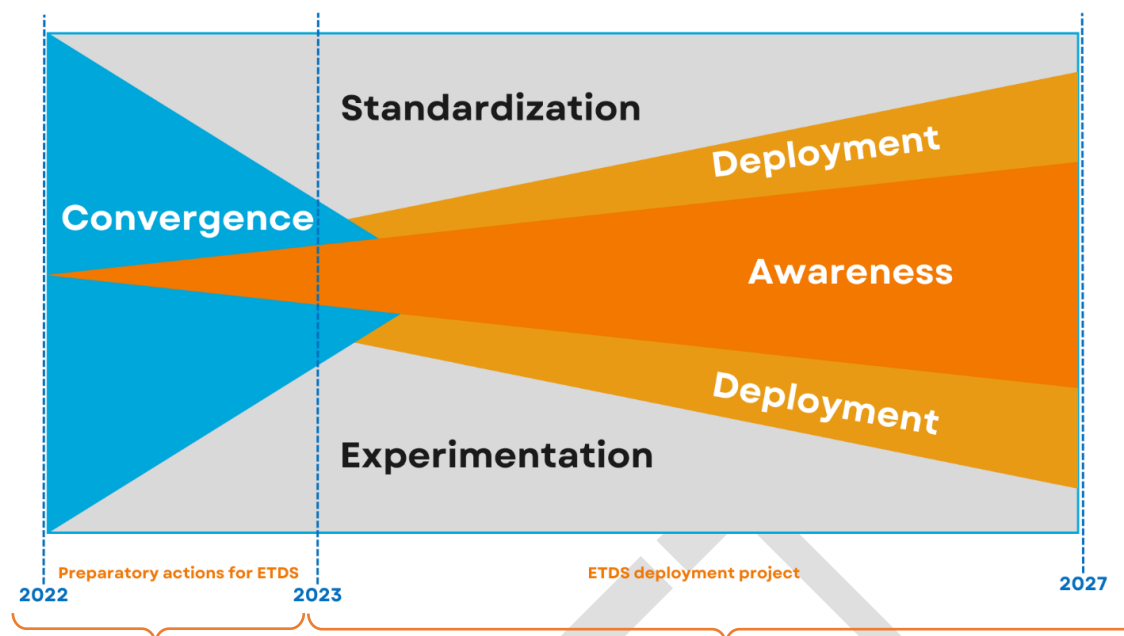 Standardization
Deployment
Convergence
Awareness
Deployment
Experimentation
Preparatory actions for ETDS
ETDS deployment project
2022
2023
2027